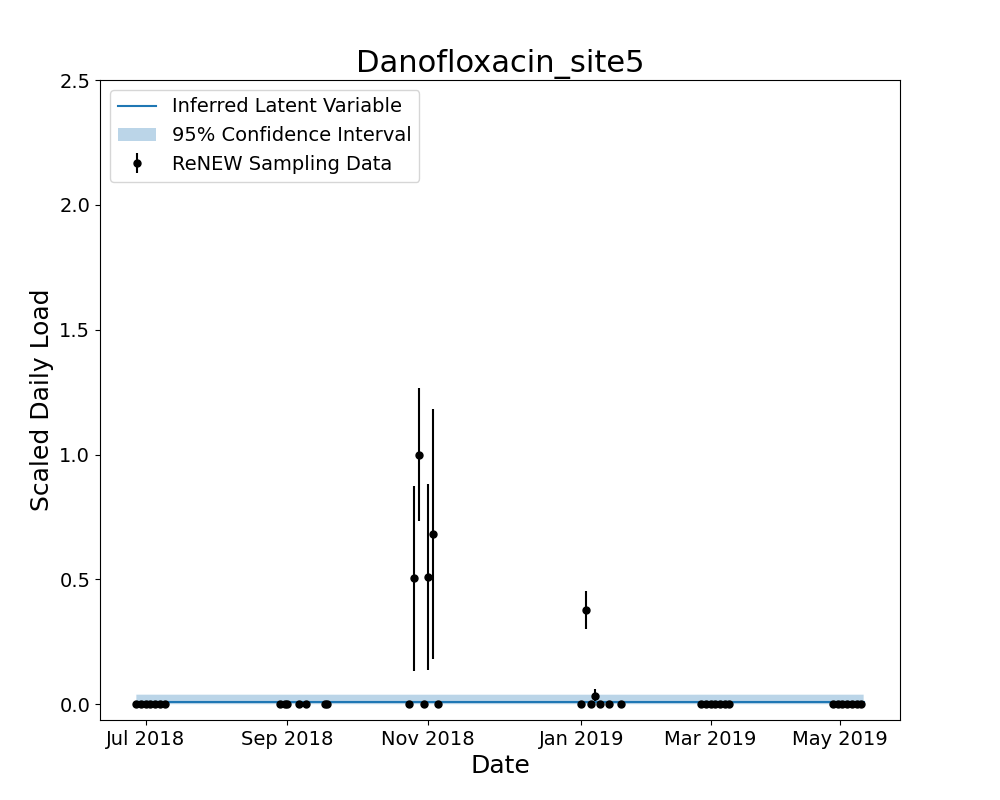 Danofloxacin_site5
2.5
2.0
1.5
1.0
0.5
0.0
Scaled Daily Load
Inferred Latent Variable
95% Confidence Interval
ReNEW Sampling Data
Jul 2018 Sep 2018 Nov 2018 Jan 2019 Mar 2019 May 2019
Date